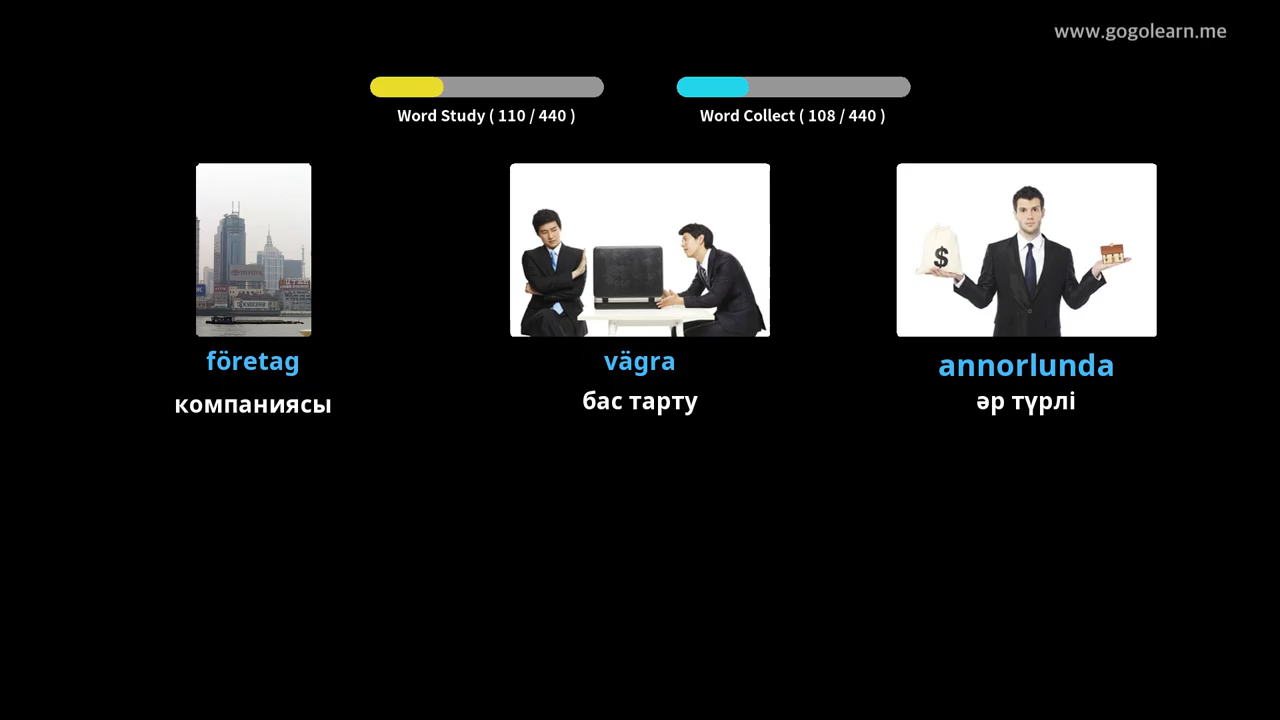 www.gogolearn.me
Word Study ( 110 / 440 )
Word Collect ( 108 / 440 )
företag
vägra
annorlunda
компаниясы
бас тарту
әр түрлі